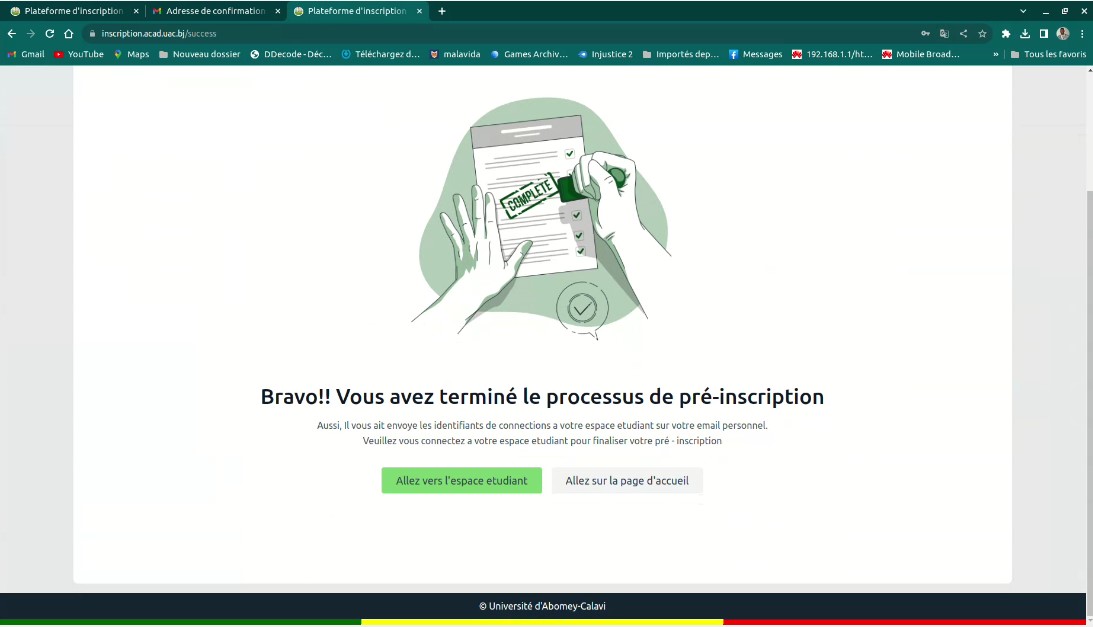 Plateforme d'inscription
Adresse de confirmation
Plateforme d'inscription
inscription.acad.uac.bj/success
Gmail
YouTube
Maps
Nouveau dossier
DDecode - Déc...
Téléchargez d...
malavida
Games Archiv...
Injustice 2
Importés dep...
Messages
192.168.1.1/ht...
Mobile Broad...
»
Tous les favoris
COMPLETE
Bravo!! Vous avez terminé le processus de pré-inscription
Aussi, Il vous ait envoye les identifiants de connections a votre espace etudiant sur votre email personnel.
Veuillez vous connectez a votre espace etudiant pour finaliser votre pré - inscription
Allez vers l'espace etudiant
Allez sur la page d'accueil
© Université d'Abomey-Calavi